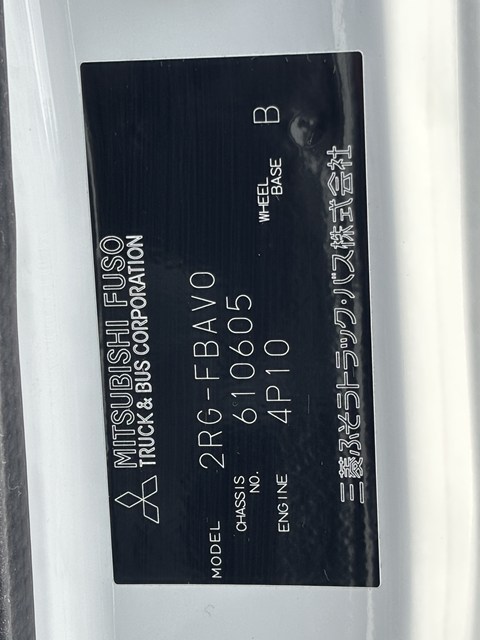 MITSUBISHI FUSO
TRUCK & BUS CORPORATION
MODEL 2RG-FBAV0
CHASSIS NO. 610605
ENGINE 4P10
WHEEL BASE B
三菱ふそうトラック・バス株式会社